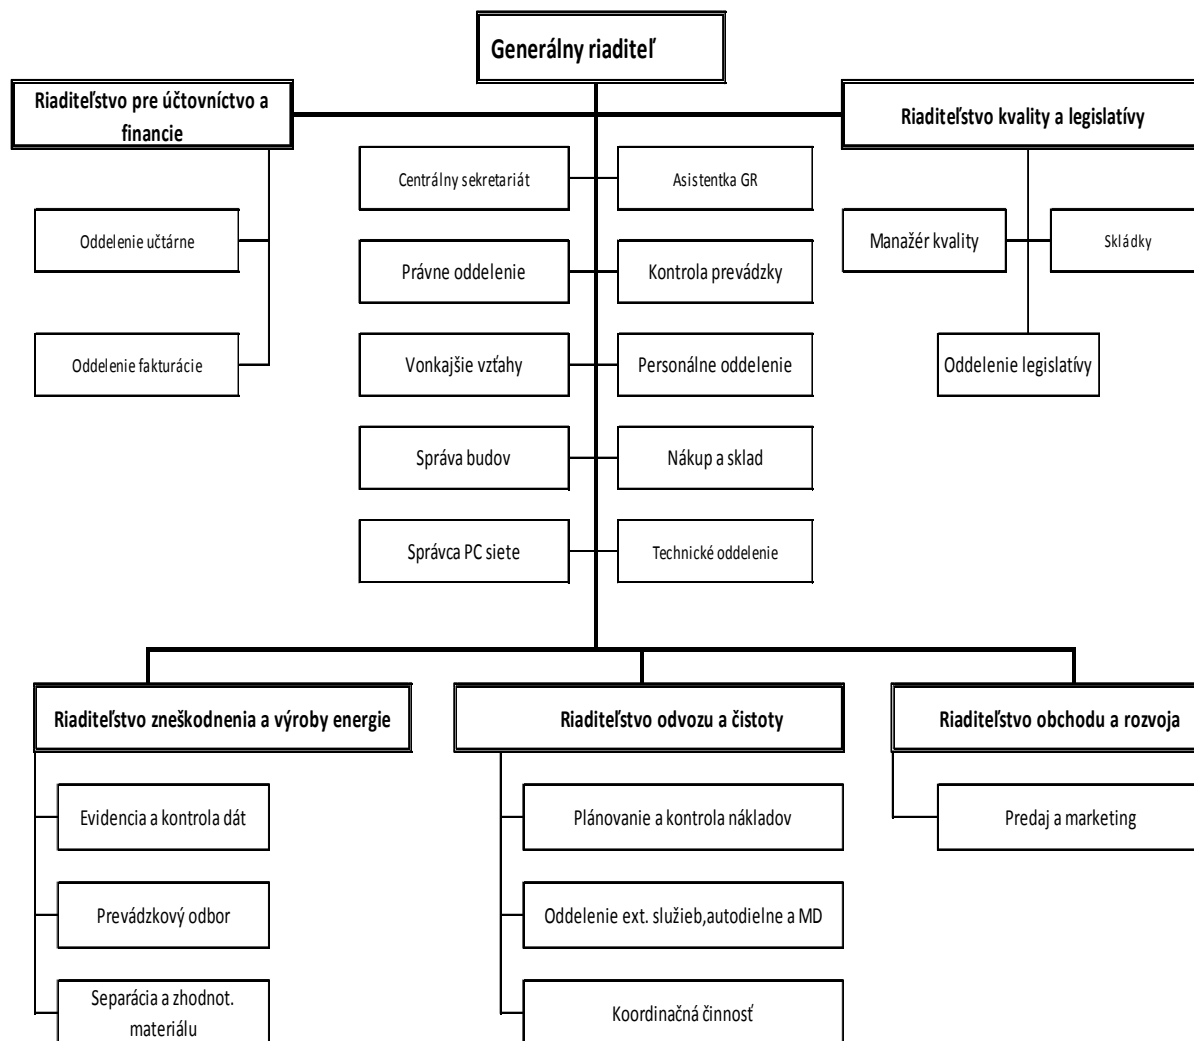 Generálny riaditeľ
Riaditeľstvo pre účtovníctvo a
financie
Riaditeľstvo kvality a legislatívy
Centrálny sekretariát
Asistentka GR
Oddelenie učtárne
Manažér kvality
Skládky
Právne oddelenie
Kontrola prevádzky
Oddelenie fakturácie
Vonkajšie vzťahy
Personálne oddelenie
Oddelenie legislatívy
Správa budov
Nákup a sklad
Správca PC siete
Technické oddelenie
Riaditeľstvo zneškodnenia a výroby energie
Riaditeľstvo odvozu a čistoty
Riaditeľstvo obchodu a rozvoja
Evidencia a kontrola dát
Plánovanie a kontrola nákladov
Predaj a marketing
Prevádzkový odbor
Oddelenie ext. služieb,autodielne a MD
Separácia a zhodnot.
materiálu
Koordinačná činnosť